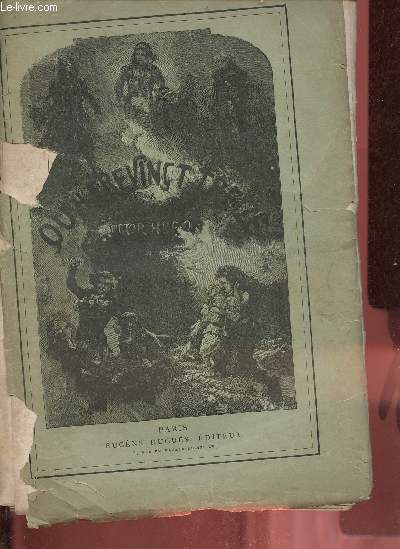 © Le-livre.com
QUATREVINGT-TREIZE
VICTOR HUGO
PARIS
EUGÈNE HUGUES, ÉDITEUR